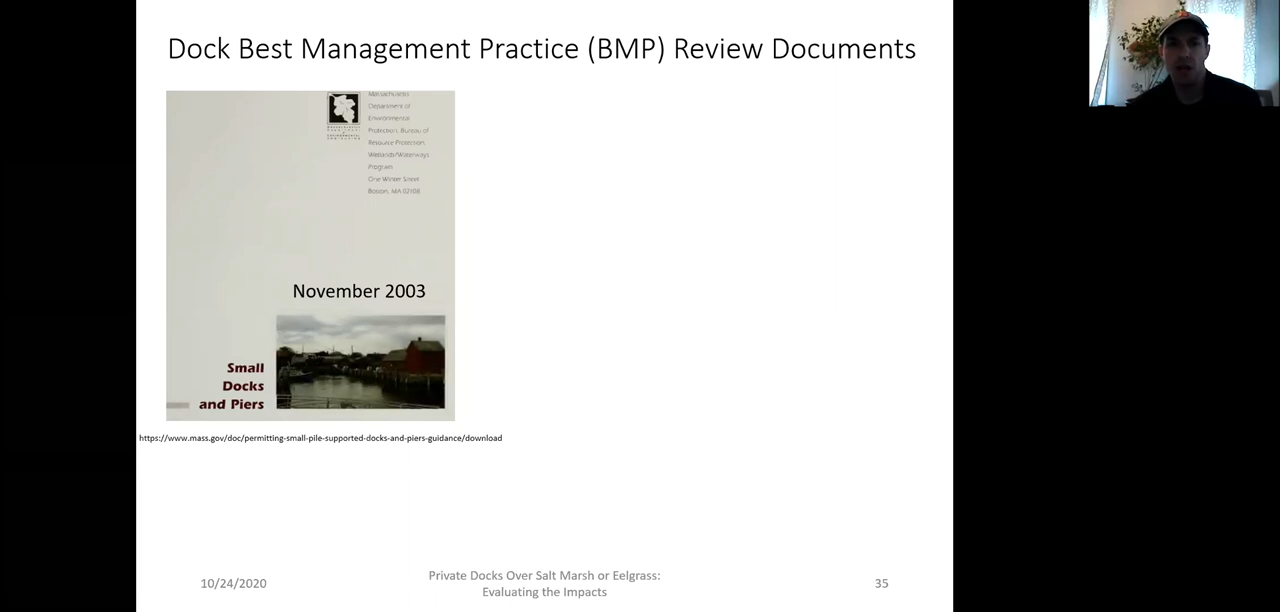 Dock Best Management Practice (BMP) Review Documents
Massachusetts
Department of
Environmental
Protection, Bureau of
Resource Protection,
Wetlands/Waterways
Program
One Winter Street
Boston, MA 02108
November 2003
Small
Docks
and Piers
https://www.mass.gov/doc/permitting-small-pile-supported-docks-and-piers-guidance/download
10/24/2020
Private Docks Over Salt Marsh or Eelgrass:
Evaluating the Impacts
35